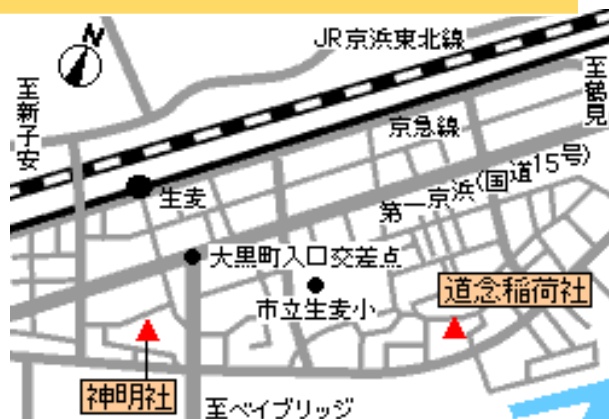 N
JR京浜東北線
至新子安
至鶴見
京急線
生麦
第一京浜(国道15号)
大黒町入口交差点
市立生麦小
道念稲荷社
神明社
至ベイブリッジ